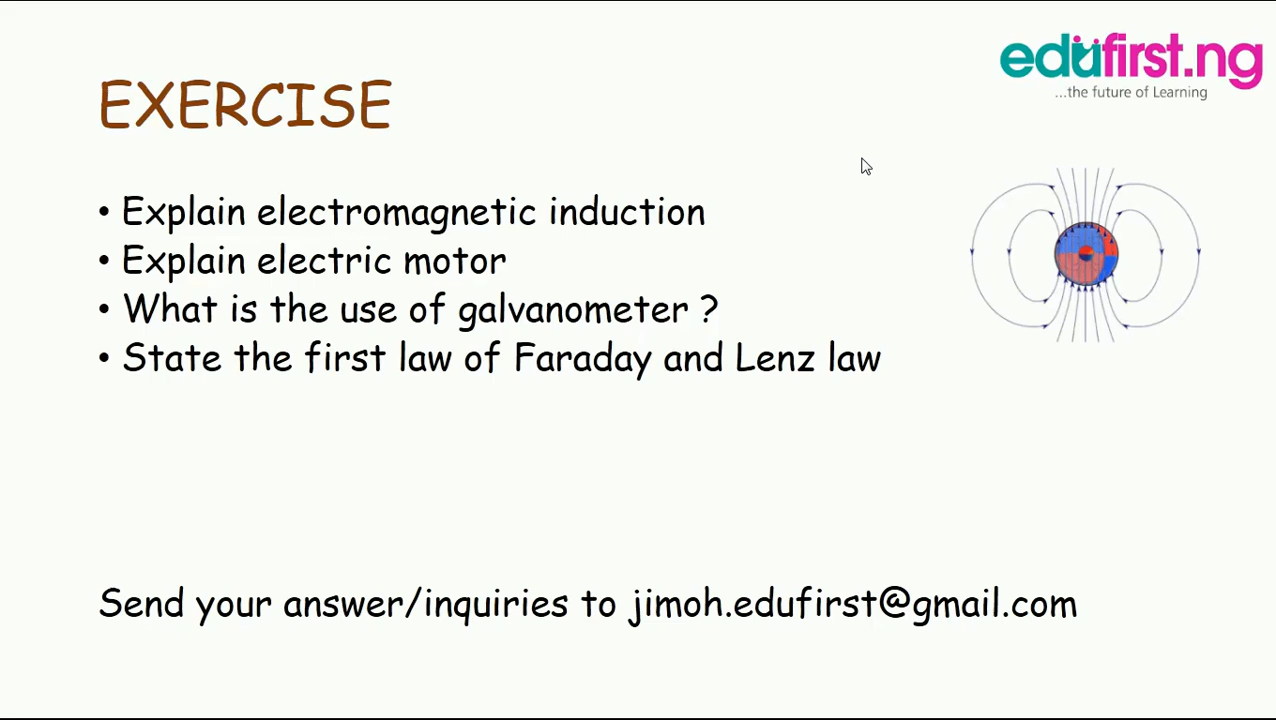 edufirst.ng
...the future of Learning
EXERCISE
• Explain electromagnetic induction
• Explain electric motor
• What is the use of galvanometer ?
• State the first law of Faraday and Lenz law
Send your answer/inquiries to jimoh.edufirst@gmail.com